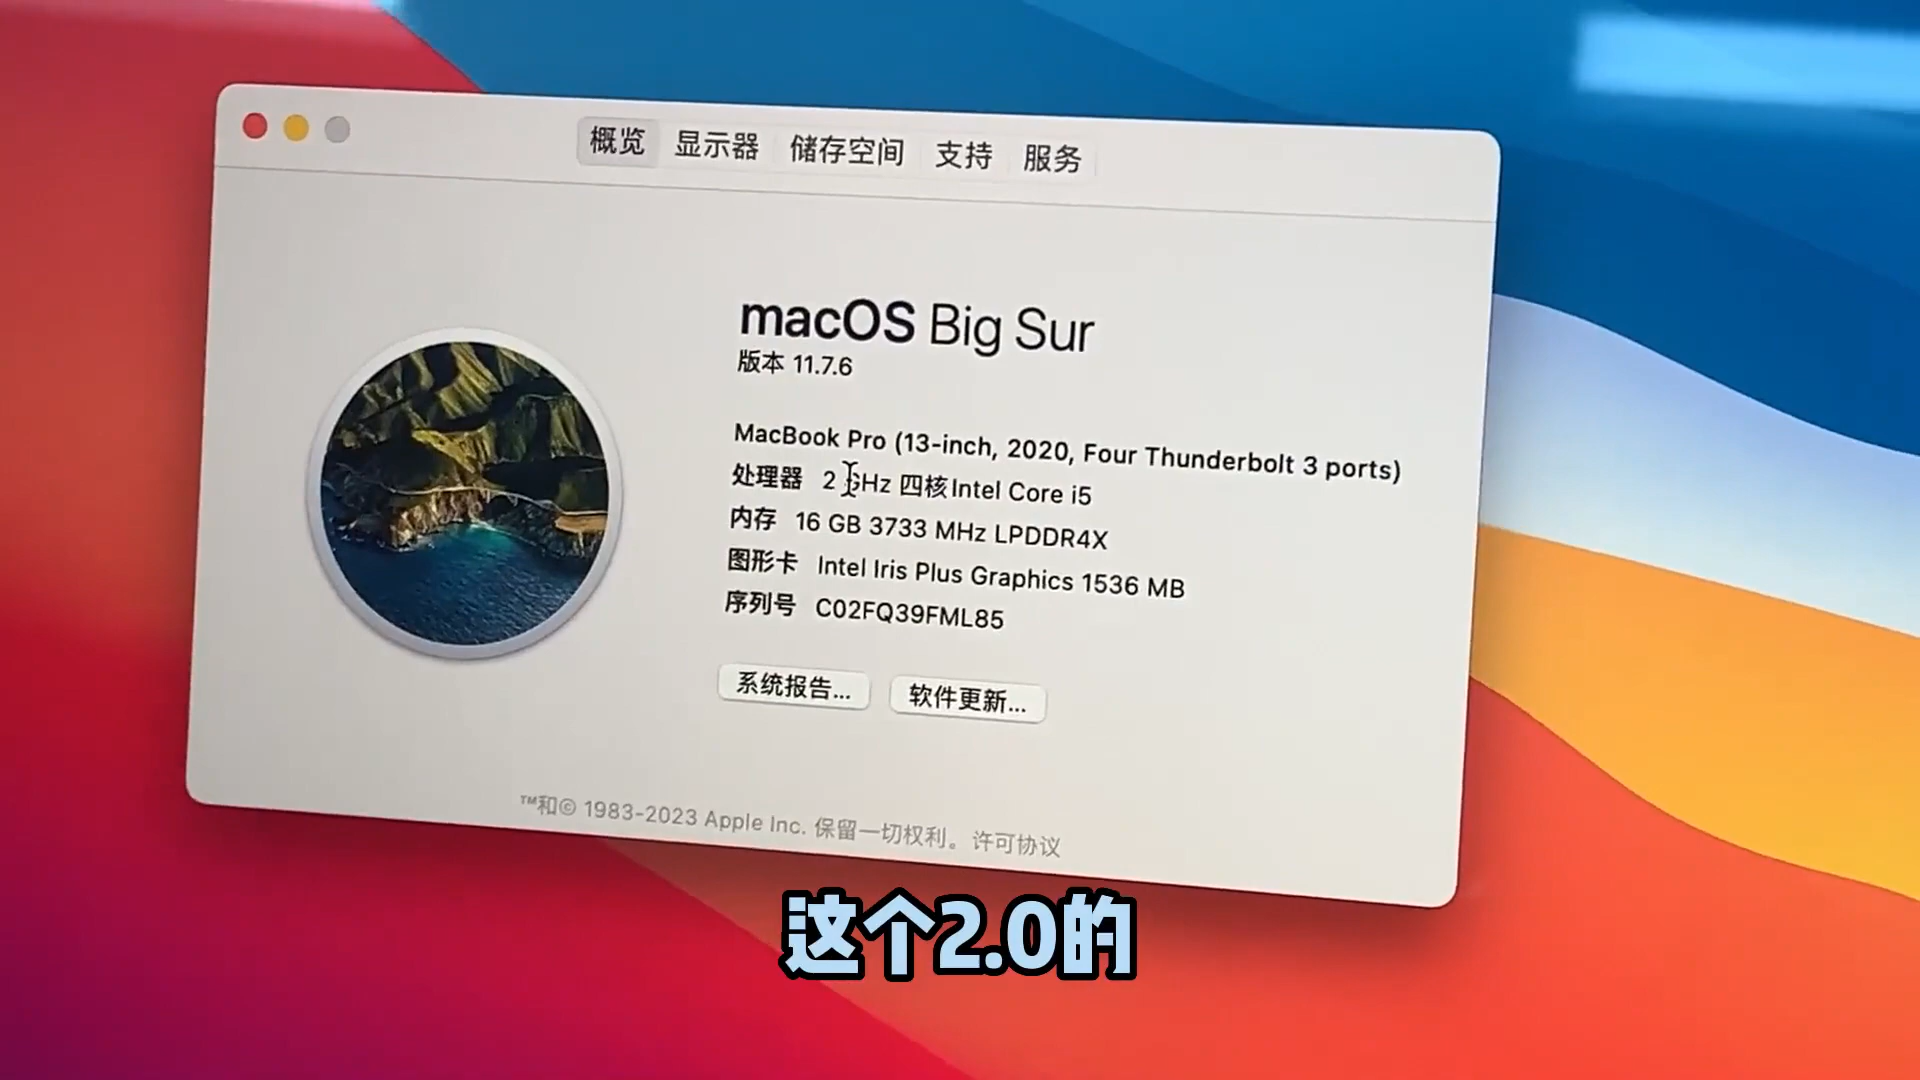 概览 显示器 储存空间 支持 服务
macOS Big Sur
版本 11.7.6
MacBook Pro (13-inch, 2020, Four Thunderbolt 3 ports)
处理器 2 GHz 四核Intel Core i5
内存 16 GB 3733 MHz LPDDR4X
图形卡 Intel Iris Plus Graphics 1536 MB
序列号 C02FQ39FML85
系统报告... 软件更新...
™和© 1983-2023 Apple Inc. 保留一切权利。许可协议
这个2.0的